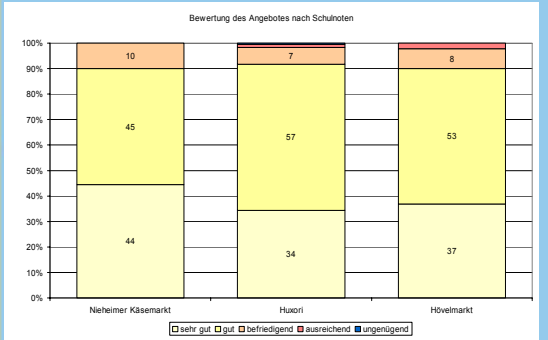 Bewertung des Angebotes nach Schulnoten
100%
90%
80%
70%
60%
50%
40%
30%
20%
10%
0%
10 7 8
45 57 53
44 34 37
Nieheimer Käsemarkt Huxori Hövelmarkt
sehr gut gut befriedigend ausreichend ungenügend